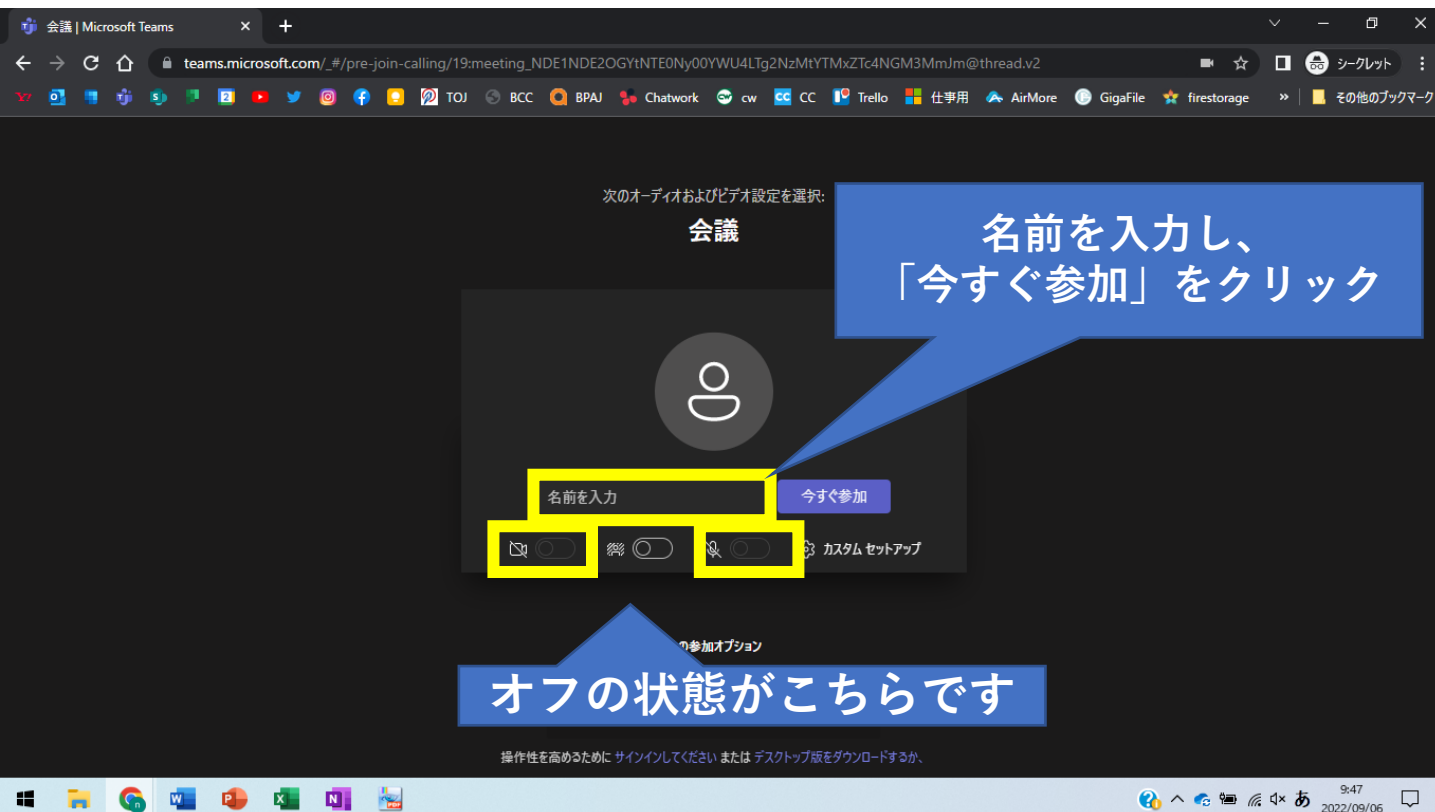 会議 | Microsoft Teams
teams.microsoft.com/_#/pre-join-calling/19:meeting_NDE1NDE2OGYtNTE0Ny00YWU4LTg2NzMtYTMxZTc4NGM3MmJm@thread.v2
シークレット
TOJ BCC BPAJ Chatwork cw CC Trello 仕事用 AirMore GigaFile firestorage » その他のブックマーク
次のオーディオおよびビデオ設定を選択:
会議
名前を入力し、
「今すぐ参加」をクリック
名前を入力
今すぐ参加
カスタム セットアップ
の参加オプション
オフの状態がこちらです
操作性を高めるために サインインしてください または デスクトップ版をダウンロードするか、
あ
9:47
2022/09/06